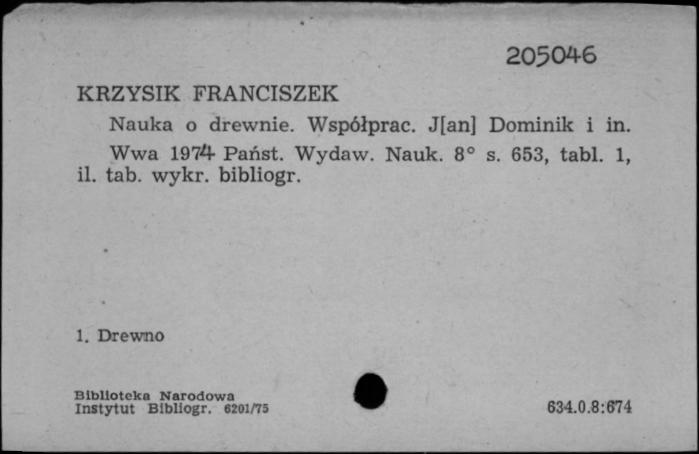 205046
KRZYSIK FRANCISZEK
Nauka o drewnie. Współprac. J[an] Dominik i in.
Wwa 1974 Państ. Wydaw. Nauk. 8° s. 653, tabl. 1,
il. tab. wykr. bibliogr.
1. Drewno
Biblioteka Narodowa
Instytut Bibliogr. 6201/75
634.0.8:674